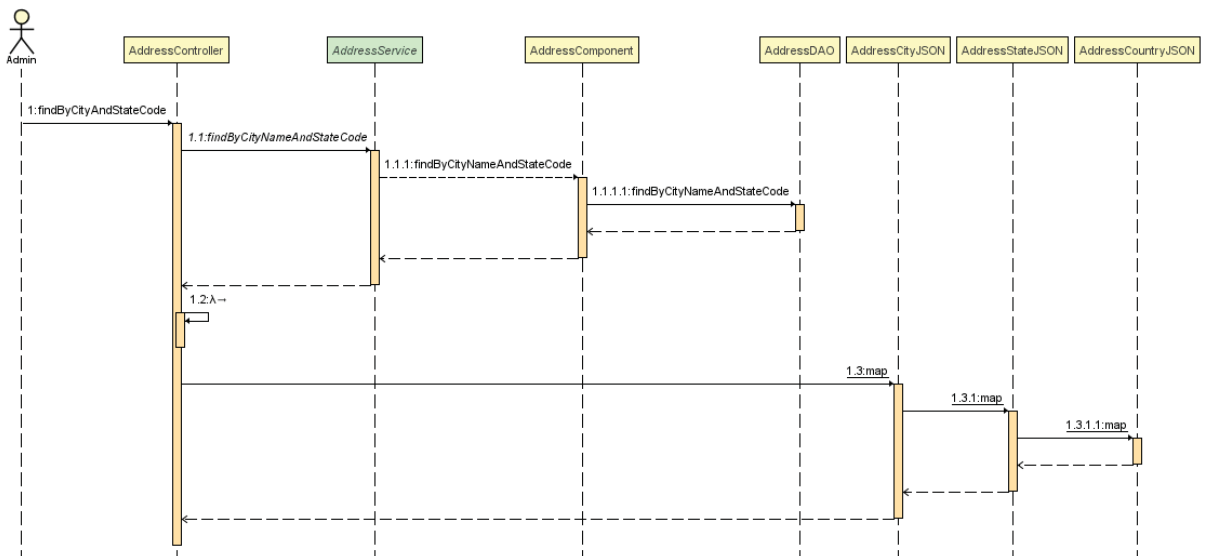 Admin
AddressController
AddressService
AddressComponent
AddressDAO
AddressCityJSON
AddressStateJSON
AddressCountryJSON
1:findByCityAndStateCode
1.1:findByCityNameAndStateCode
1.1.1:findByCityNameAndStateCode
1.1.1.1:findByCityNameAndStateCode
1.2:λ→
1.3:map
1.3.1:map
1.3.1.1:map